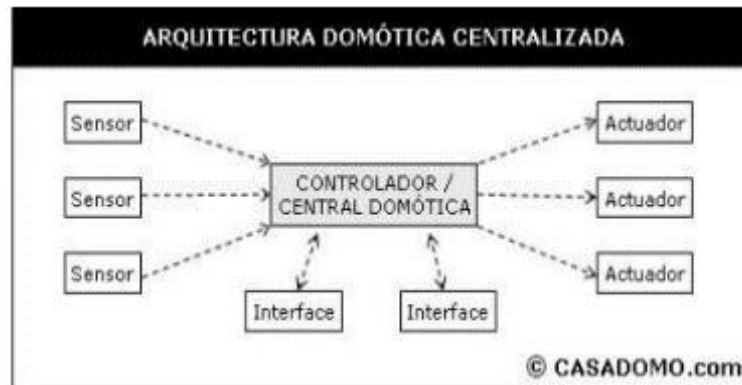 ARQUITECTURA DOMÓTICA CENTRALIZADA
Sensor
Actuador
CONTROLADOR /
CENTRAL DOMÓTICA
Sensor
Actuador
Sensor
Actuador
Interface
Interface
© CASADOMO.com